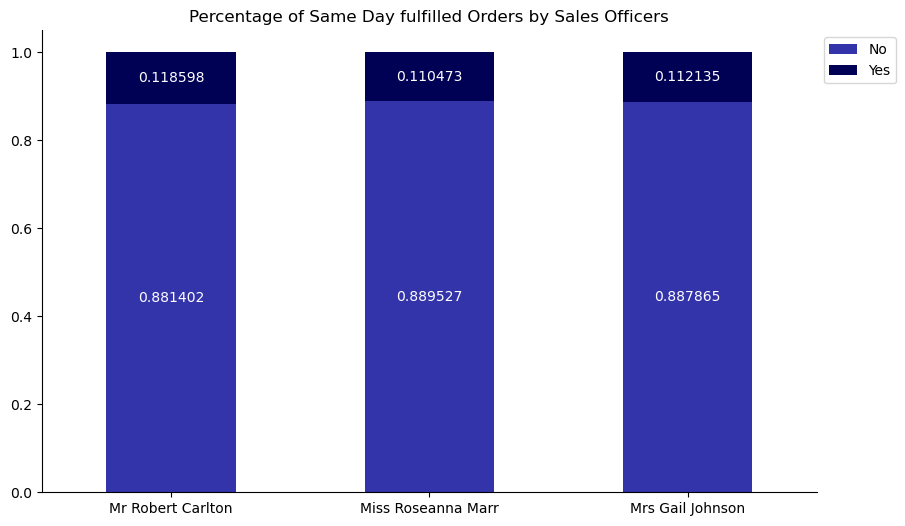 Percentage of Same Day fulfilled Orders by Sales Officers
No
Yes
1.0
0.8
0.6
0.4
0.2
0.0
0.118598
0.110473
0.112135
0.881402
0.889527
0.887865
Mr Robert Carlton
Miss Roseanna Marr
Mrs Gail Johnson